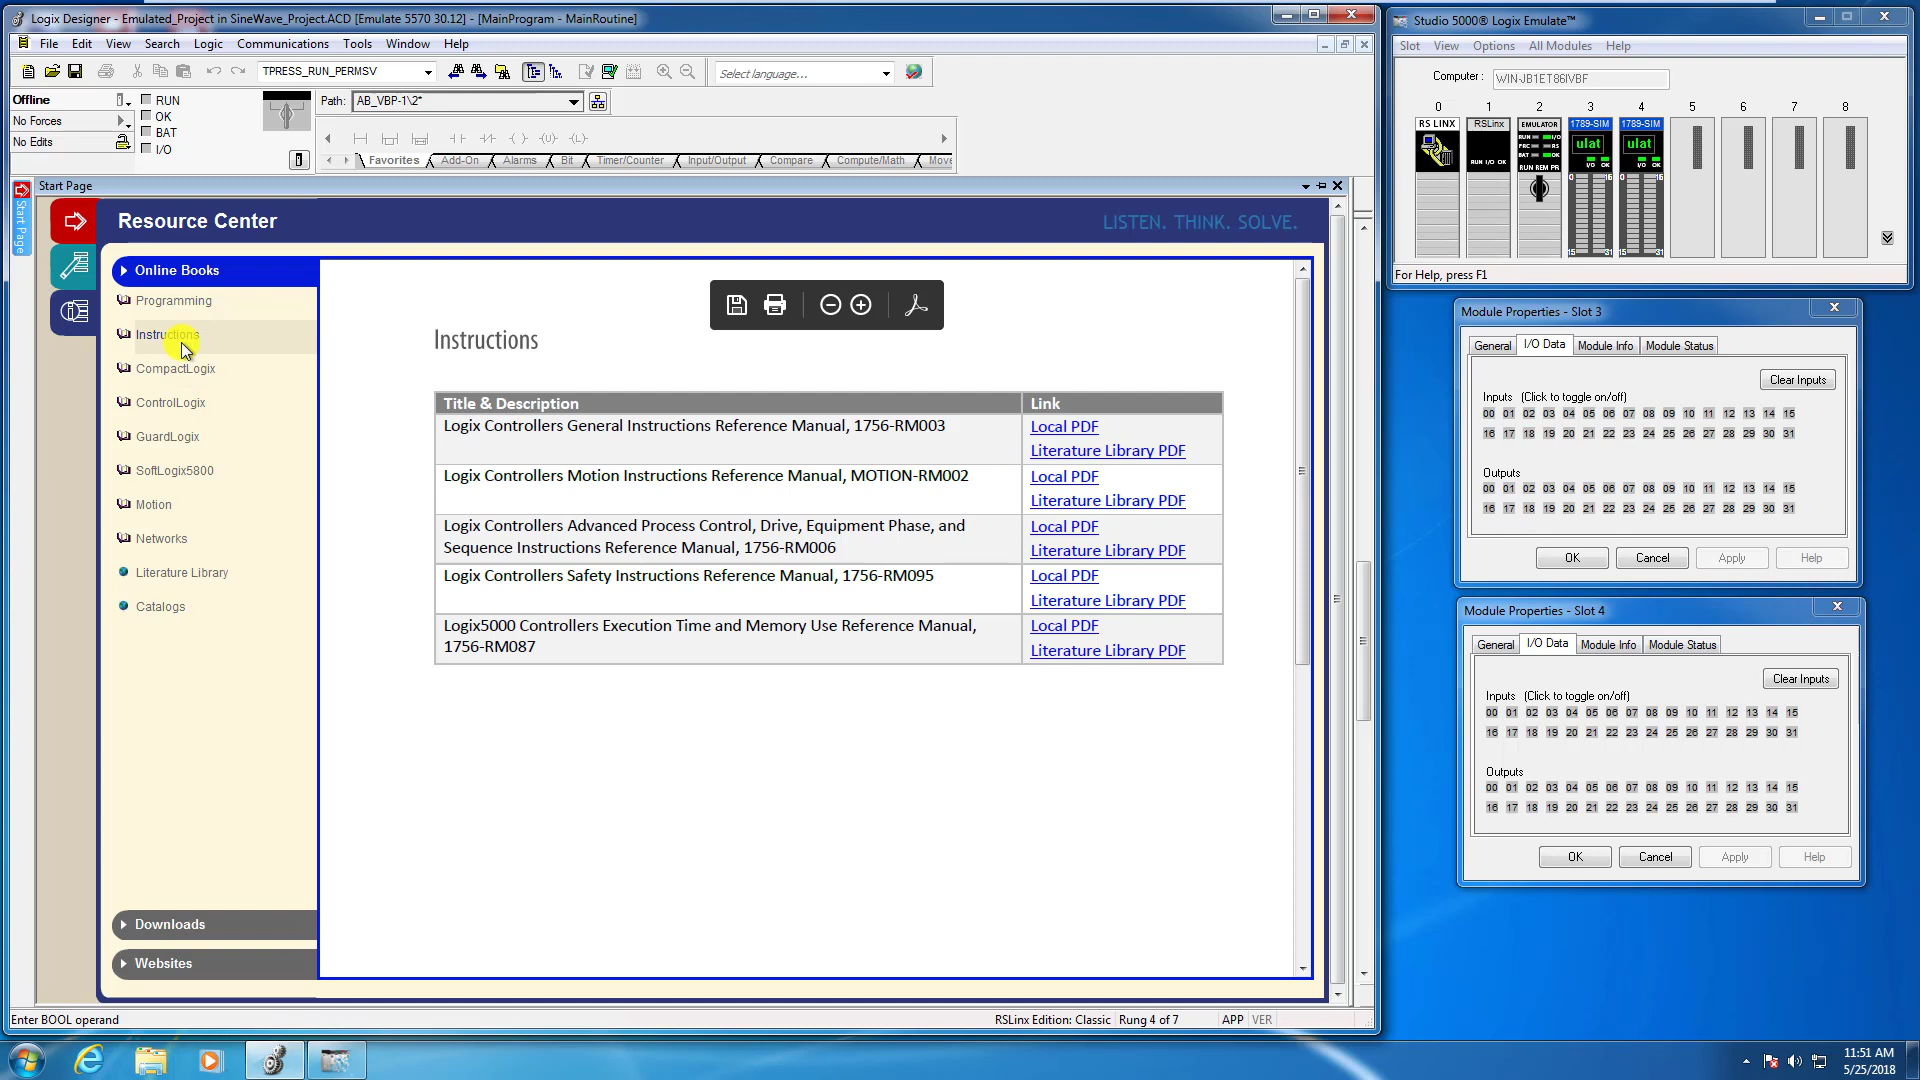 Logix Designer - Emulated_Project in SineWave_Project.ACD [Emulate 5570 30.12] - [MainProgram - MainRoutine]
File Edit View Search Logic Communications Tools Window Help
TPRESS_RUN_PERMSV
Select language...
Offline
RUN
No Forces
OK
No Edits
BAT
I/O
Path: AB_VBP-1\2*
Favorites Add-On Alarms Bit Timer/Counter Input/Output Compare Compute/Math Move
Start Page
Start Page
Resource Center
LISTEN. THINK. SOLVE.
Online Books
Programming
Instructions
CompactLogix
ControlLogix
GuardLogix
SoftLogix5800
Motion
Networks
Literature Library
Catalogs
Downloads
Websites
Instructions
Title & Description Link
Logix Controllers General Instructions Reference Manual, 1756-RM003 Local PDF
Literature Library PDF
Logix Controllers Motion Instructions Reference Manual, MOTION-RM002 Local PDF
Literature Library PDF
Logix Controllers Advanced Process Control, Drive, Equipment Phase, and Local PDF
Sequence Instructions Reference Manual, 1756-RM006 Literature Library PDF
Logix Controllers Safety Instructions Reference Manual, 1756-RM095 Local PDF
Literature Library PDF
Logix5000 Controllers Execution Time and Memory Use Reference Manual, Local PDF
1756-RM087 Literature Library PDF
Enter BOOL operand
RSLinx Edition: Classic Rung 4 of 7 APP VER
Studio 5000® Logix Emulate™
Slot View Options All Modules Help
Computer : WIN-JB1ET86IVBF
0 1 2 3 4 5 6 7 8
RS LINX RSLinx EMULATOR 1789-SIM 1789-SIM
ulat ulat
RUN I/O OK
RUN REM PR
For Help, press F1
Module Properties - Slot 3
General I/O Data Module Info Module Status
Clear Inputs
Inputs (Click to toggle on/off)
00 01 02 03 04 05 06 07 08 09 10 11 12 13 14 15
16 17 18 19 20 21 22 23 24 25 26 27 28 29 30 31
Outputs
00 01 02 03 04 05 06 07 08 09 10 11 12 13 14 15
16 17 18 19 20 21 22 23 24 25 26 27 28 29 30 31
OK Cancel Apply Help
Module Properties - Slot 4
General I/O Data Module Info Module Status
Clear Inputs
Inputs (Click to toggle on/off)
00 01 02 03 04 05 06 07 08 09 10 11 12 13 14 15
16 17 18 19 20 21 22 23 24 25 26 27 28 29 30 31
Outputs
00 01 02 03 04 05 06 07 08 09 10 11 12 13 14 15
16 17 18 19 20 21 22 23 24 25 26 27 28 29 30 31
OK Cancel Apply Help
11:51 AM
5/25/2018